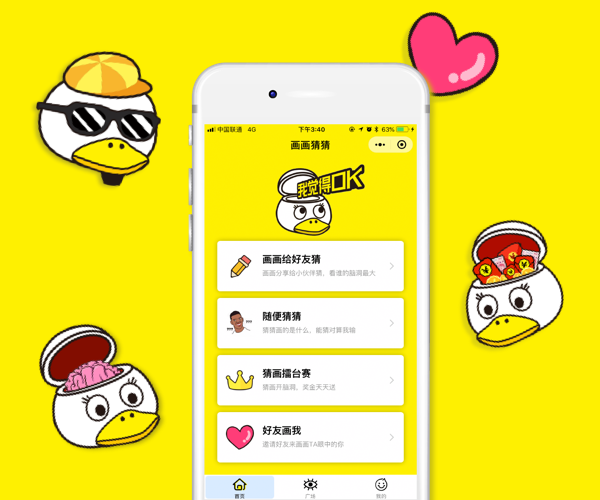 中国联通 4G 下午3:40 63%
画画猜猜
我觉得OK
画画给好友猜
画画分享给小伙伴猜，看谁的脑洞最大
随便猜猜
猜猜画的是什么，能猜对算我输
猜画擂台赛
猜画开脑洞，奖金天天送
好友画我
邀请好友来画画TA眼中的你
首页 广场 我的